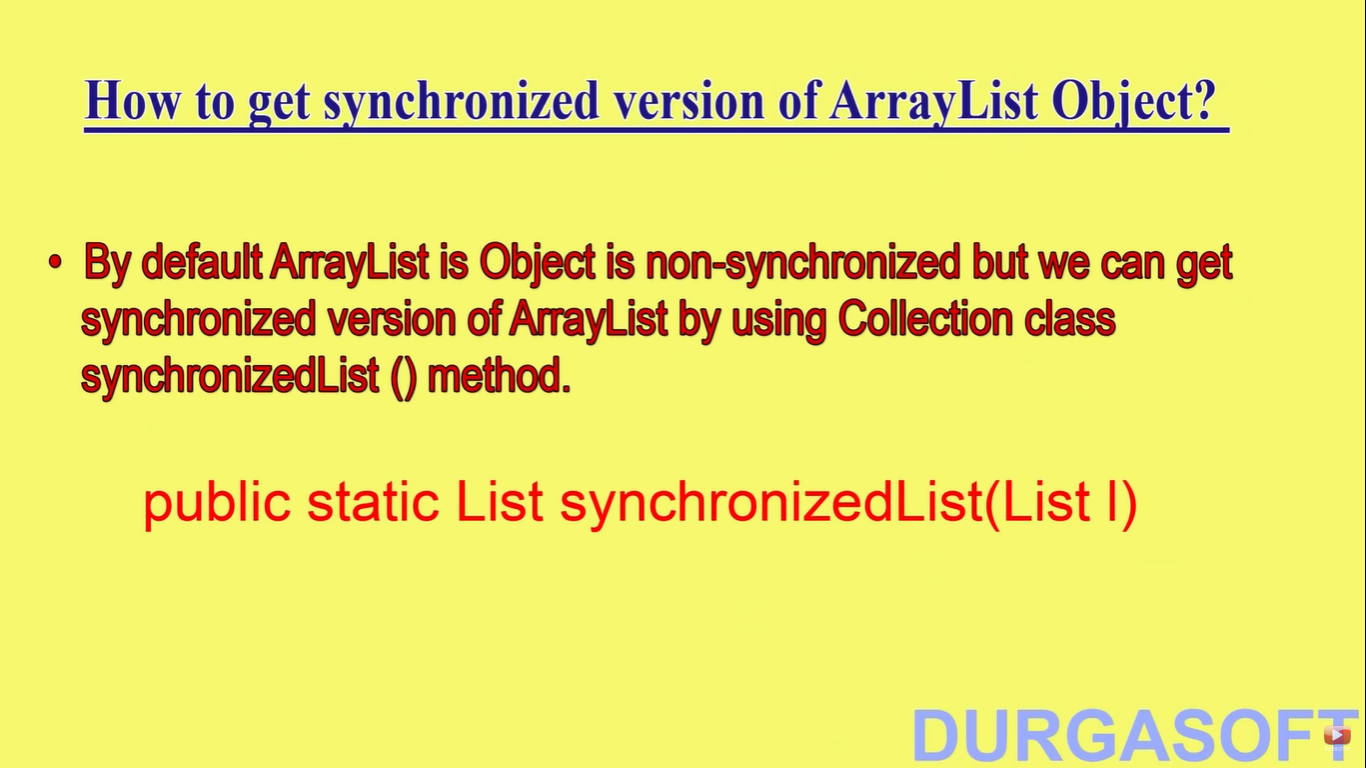 How to get synchronized version of ArrayList Object?
• By default ArrayList is Object is non-synchronized but we can get
synchronized version of ArrayList by using Collection class
synchronizedList () method.
public static List synchronizedList(List l)
DURGASOFT